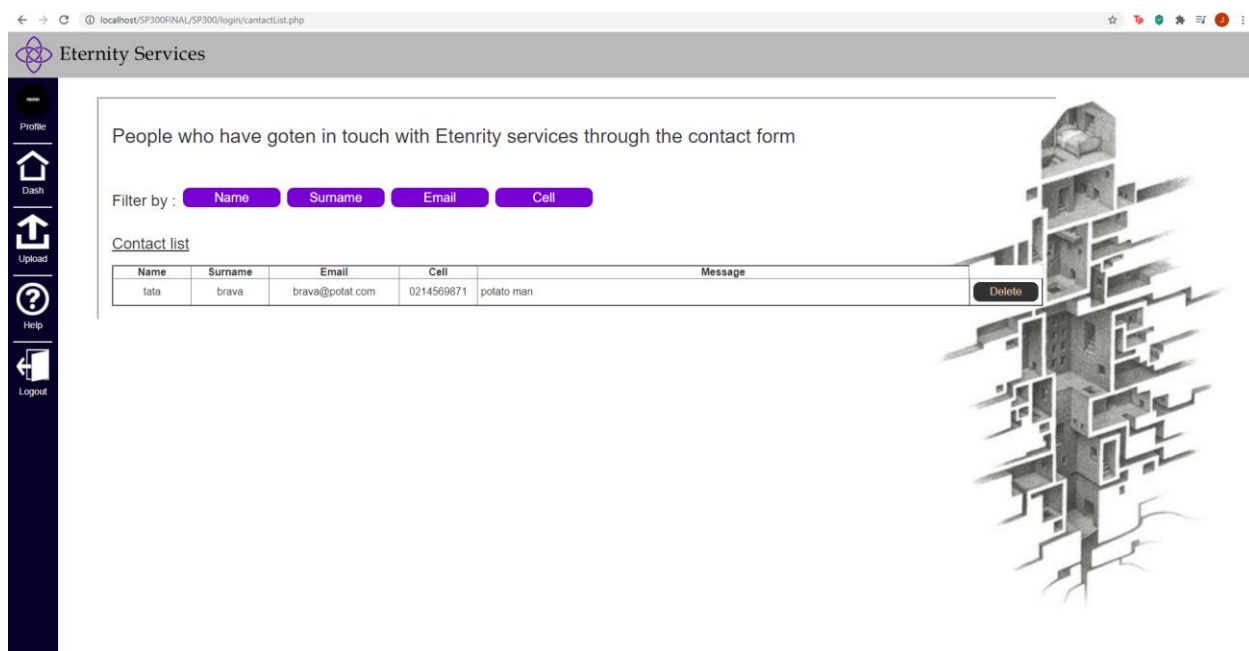 localhost/SP300FINAL/SP300/login/cantactList.php
Tp
J
Eternity Services
Profile
Dash
Upload
Help
Logout
People who have goten in touch with Etenrity services through the contact form
Filter by : Name Surname Email Cell
Contact list
Name Surname Email Cell Message
tata brava brava@potat.com 0214569871 potato man Delete